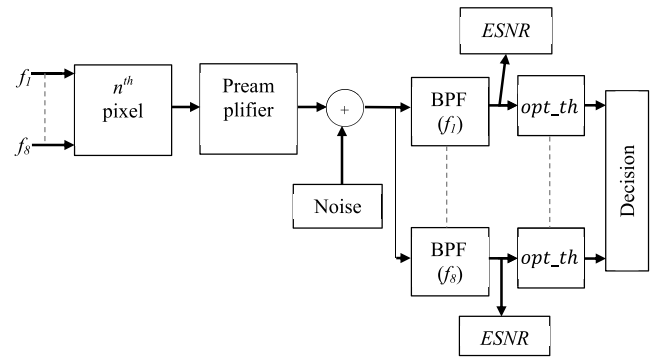 f1
f8
nth
pixel
Pream
plifier
+
Noise
BPF
(f1)
ESNR
opt_th
BPF
(f8)
ESNR
opt_th
Decision